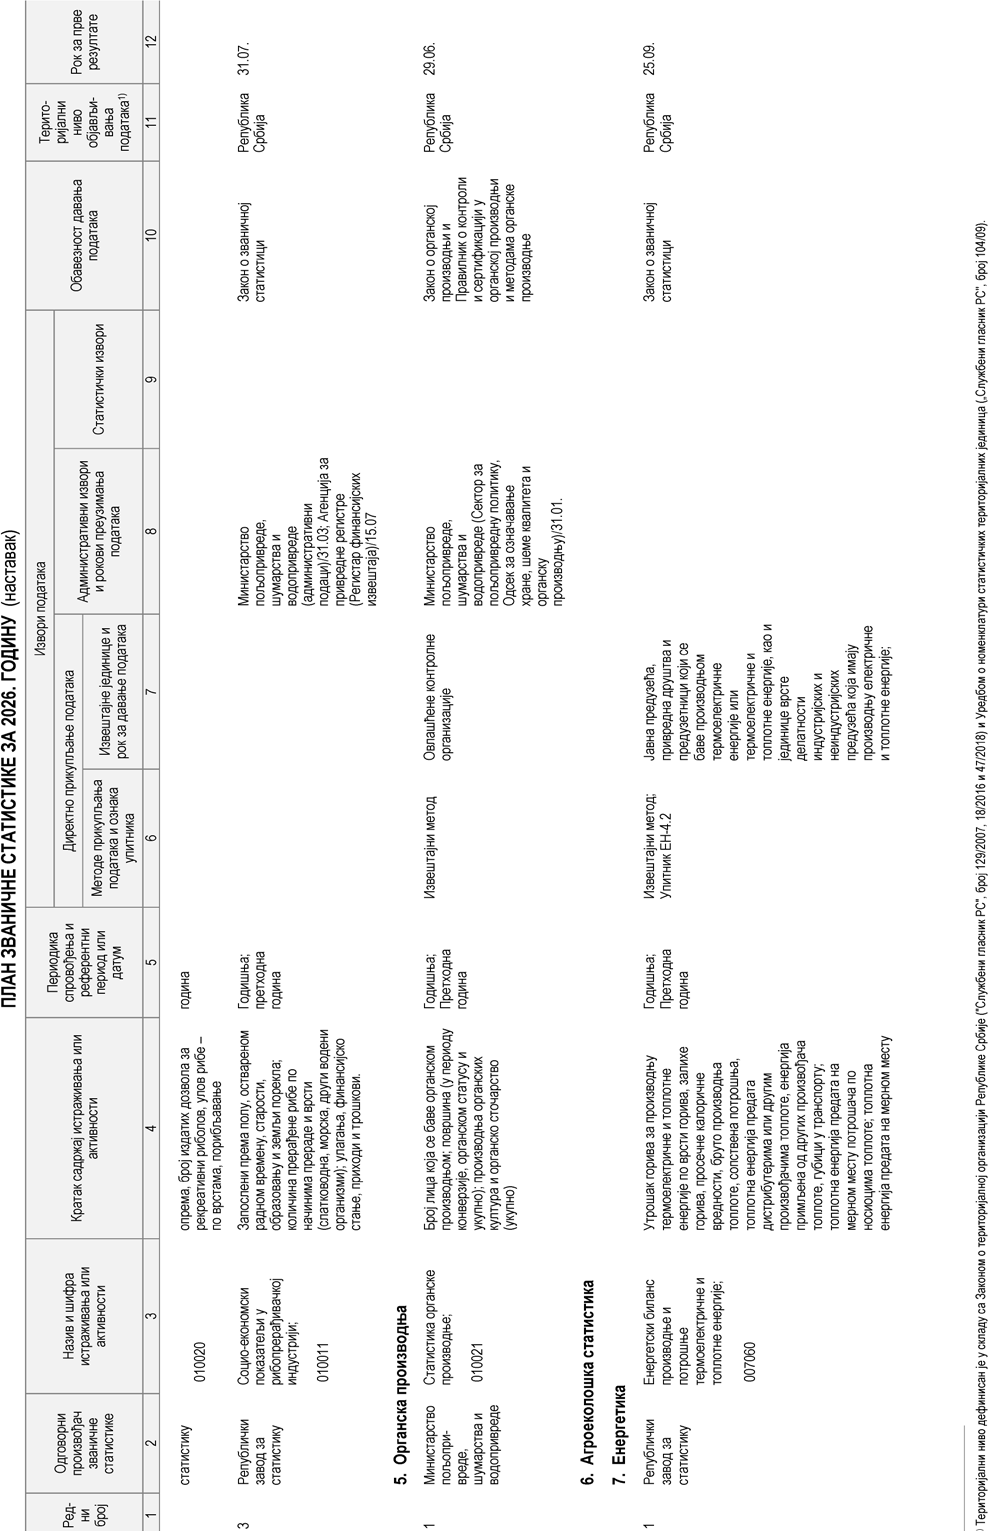 ПЛАН ЗВАНИЧНЕ СТАТИСТИКЕ ЗА 2026. ГОДИНУ (наставак)
Ред-
ни
број
Одговорни
произвођач
званичне
статистике
Назив и шифра
истраживања или
активности
Кратак садржај истраживања или
активности
Периодика
спровођења и
референтни
период или
датум
Извори података
Директно прикупљање података
Методе прикупљања
података и ознака
упитника
Извештајне јединице и
рок за давање података
Административни извори
и рокови преузимања
података
Статистички извори
Обавезност давања
података
Терито-
ријални
ниво
објављи-
вања
података1)
Рок за прве
резултате
1 2 3 4 5 6 7 8 9 10 11 12
статистику
010020
опрема, број издатих дозвола за
рекреативни риболов, улов рибе –
по врстама, порибљавање
година
3
Републички
завод за
статистику
Социо-економски
показатељи у
рибопрерађивачкој
индустрији;
010011
Запослени према полу, оствареном
радном времену, старости,
образовању и земљи порекла;
количина прерађене рибе по
начинима прераде и врсти
(слатководна, морска, други водени
организми); улагања, финансијско
стање, приходи и трошкови.
Годишња;
претходна
година
Министарство
пољопривреде,
шумарства и
водопривреде
(административни
подаци)/31.03; Агенција за
привредне регистре
(Регистар финансијских
извештаја)/15.07
Закон о званичној
статистици
Република
Србија
31.07.
5. Органска производња
1
Министарство
пољопри-
вреде,
шумарства и
водопривреде
Статистика органске
производње;
010021
Број лица која се баве органском
производњом; површина (у периоду
конверзије, органском статусу и
укупно); производња органских
култура и органско сточарство
(укупно)
Годишња;
Претходна
година
Извештајни метод
Овлашћене контролне
организације
Министарство
пољопривреде,
шумарства и
водопривреде (Сектор за
пољопривредну политику,
Одсек за означавање
хране, шеме квалитета и
органску
производњу)/31.01.
Закон о органској
производњи и
Правилник о контроли
и сертификацији у
органској производњи
и методама органске
производње
Република
Србија
29.06.
6. Агроеколошка статистика
7. Енергетика
1
Републички
завод за
статистику
Енергетски биланс
производње и
потрошње
термоелектричне и
топлотне енергије;
007060
Утрошак горива за производњу
термоелектричне и топлотне
енергије по врсти горива, залихе
горива, просечне калоричне
вредности, бруто производња
топлоте, сопствена потрошња,
топлотна енергија предата
дистрибутерима или другим
произвођачима топлоте, енергија
примљена од других произвођача
топлоте, губици у транспорту;
топлотна енергија предата на
мерном месту потрошача по
носиоцима топлоте; топлотна
енергија предата на мерном месту
Годишња;
Претходна
година
Извештајни метод;
Упитник ЕН-4.2
Јавна предузећа,
привредна друштва и
предузетници који се
баве производњом
термоелектричне
енергије или
термоелектричне и
топлотне енергије, као и
јединице врсте
делатности
индустријских и
неиндустријских
предузећа која имају
производњу електричне
и топлотне енергије;
Закон о званичној
статистици
Република
Србија
25.09.
) Територијални ниво дефинисан је у складу са Законом о територијалној организацији Републике Србије ("Службени гласник РС", број 129/2007, 18/2016 и 47/2018) и Уредбом о номенклатури статистичких територијалних јединица („Службени гласник РС", број 104/09).